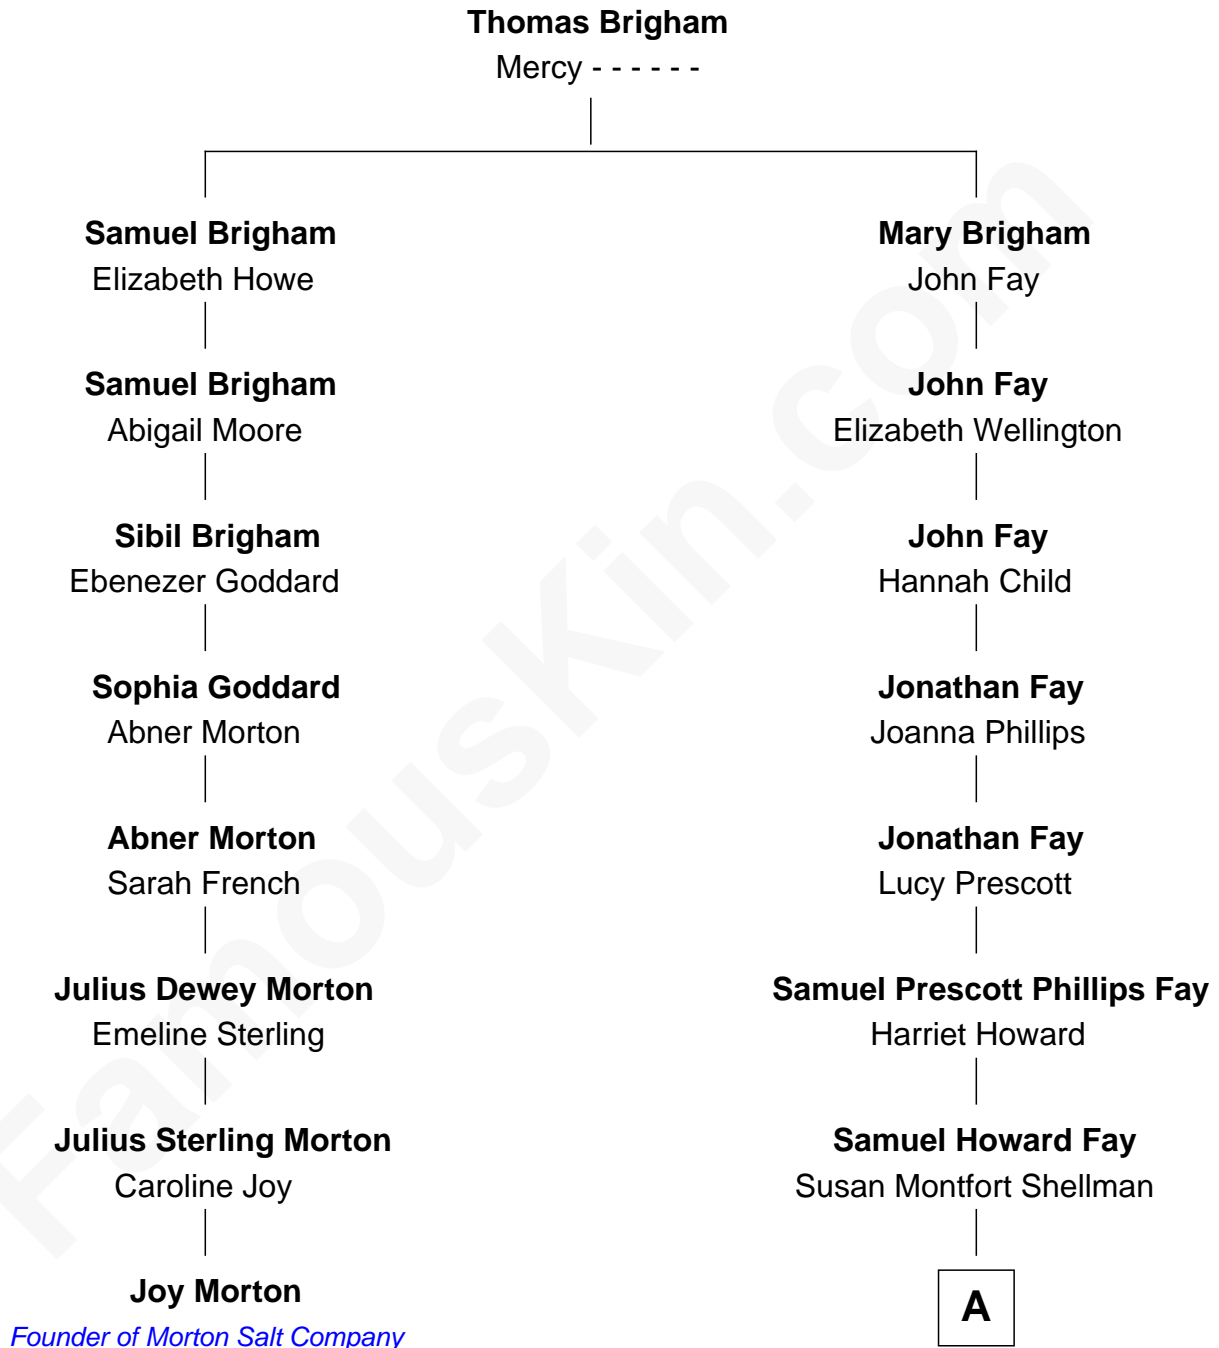 Thomas Brigham
Mercy - - - - - -
Samuel Brigham
Elizabeth Howe
Mary Brigham
John Fay
Samuel Brigham
Abigail Moore
John Fay
Elizabeth Wellington
Sibil Brigham
Ebenezer Goddard
John Fay
Hannah Child
Sophia Goddard
Abner Morton
Jonathan Fay
Joanna Phillips
Abner Morton
Sarah French
Jonathan Fay
Lucy Prescott
Julius Dewey Morton
Emeline Sterling
Samuel Prescott Phillips Fay
Harriet Howard
Julius Sterling Morton
Caroline Joy
Samuel Howard Fay
Susan Montfort Shellman
Joy Morton
Founder of Morton Salt Company
A
FamousKin.com